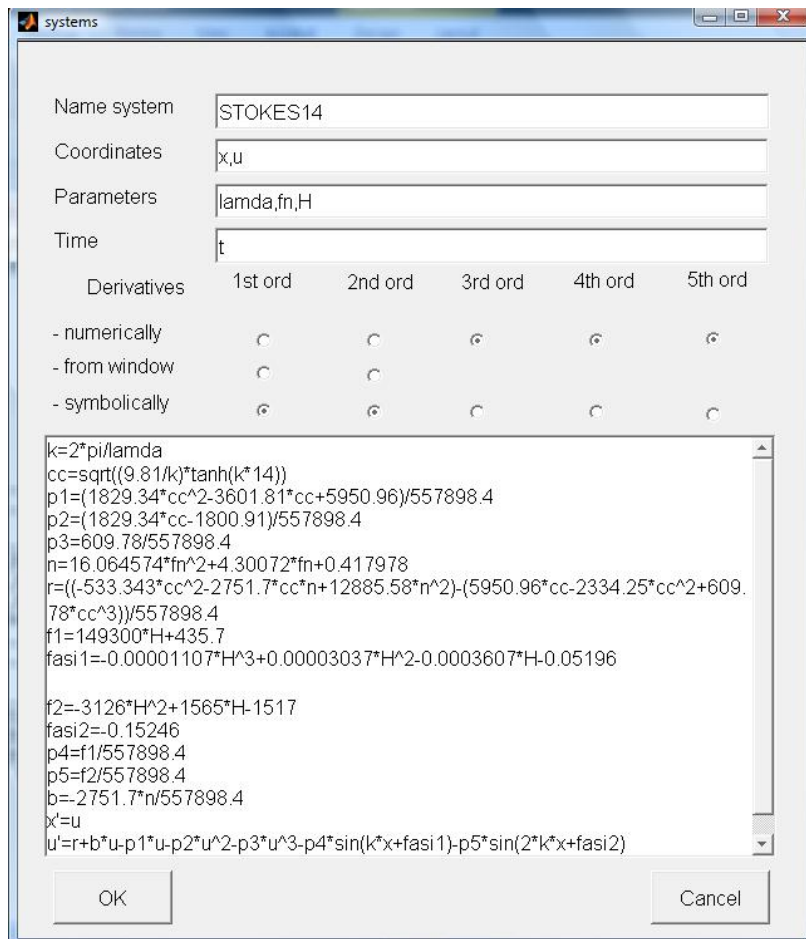 systems
Name system STOKES14
Coordinates x,u
Parameters lamda,fn,H
Time t
Derivatives 1st ord 2nd ord 3rd ord 4th ord 5th ord
- numerically
- from window
- symbolically
k=2*pi/lamda
cc=sqrt((9.81/k)*tanh(k*14))
p1=(1829.34*cc^2-3601.81*cc+5950.96)/557898.4
p2=(1829.34*cc-1800.91)/557898.4
p3=609.78/557898.4
n=16.064574*fn^2+4.30072*fn+0.417978
r=((-533.343*cc^2-2751.7*cc*n+12885.58*n^2)-(5950.96*cc-2334.25*cc^2+609.
78*cc^3))/557898.4
f1=149300*H+435.7
fasi1=-0.00001107*H^3+0.00003037*H^2-0.0003607*H-0.05196
f2=-3126*H^2+1565*H-1517
fasi2=-0.15246
p4=f1/557898.4
p5=f2/557898.4
b=-2751.7*n/557898.4
x'=u
u'=r+b*u-p1*u-p2*u^2-p3*u^3-p4*sin(k*x+fasi1)-p5*sin(2*k*x+fasi2)
OK Cancel